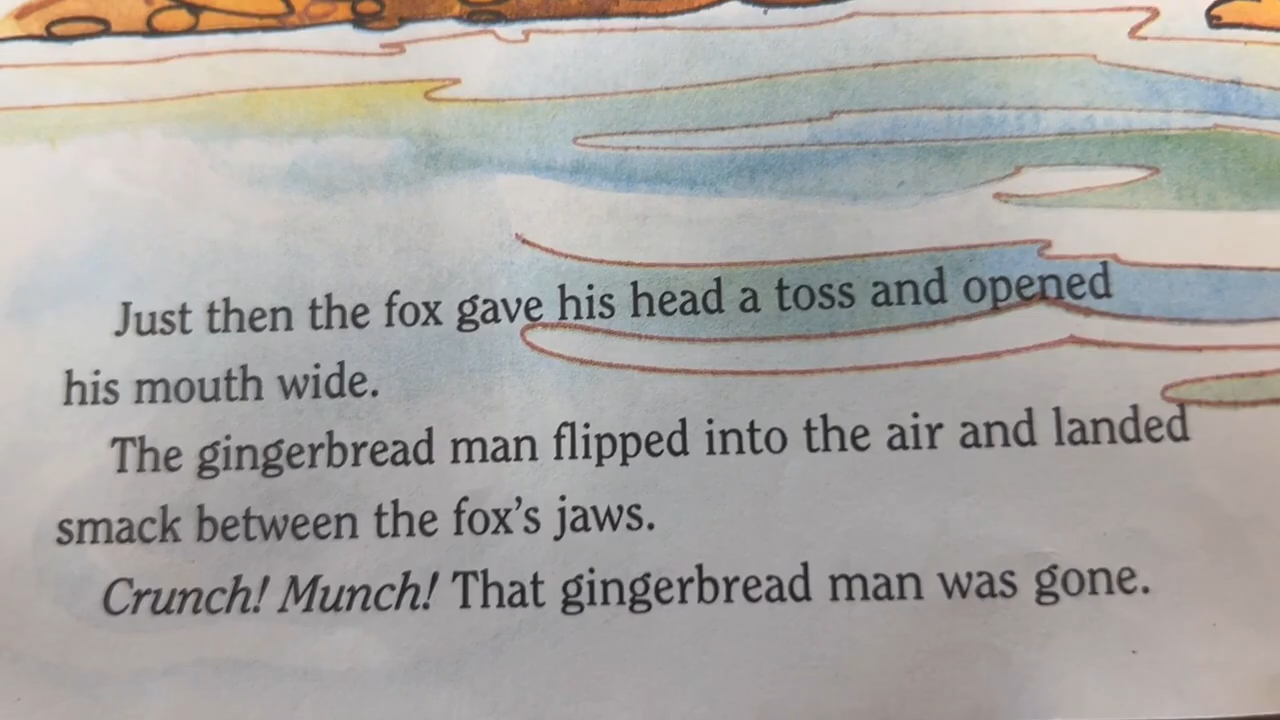 Just then the fox gave his head a toss and opened
his mouth wide.
The gingerbread man flipped into the air and landed
smack between the fox’s jaws.
Crunch! Munch! That gingerbread man was gone.